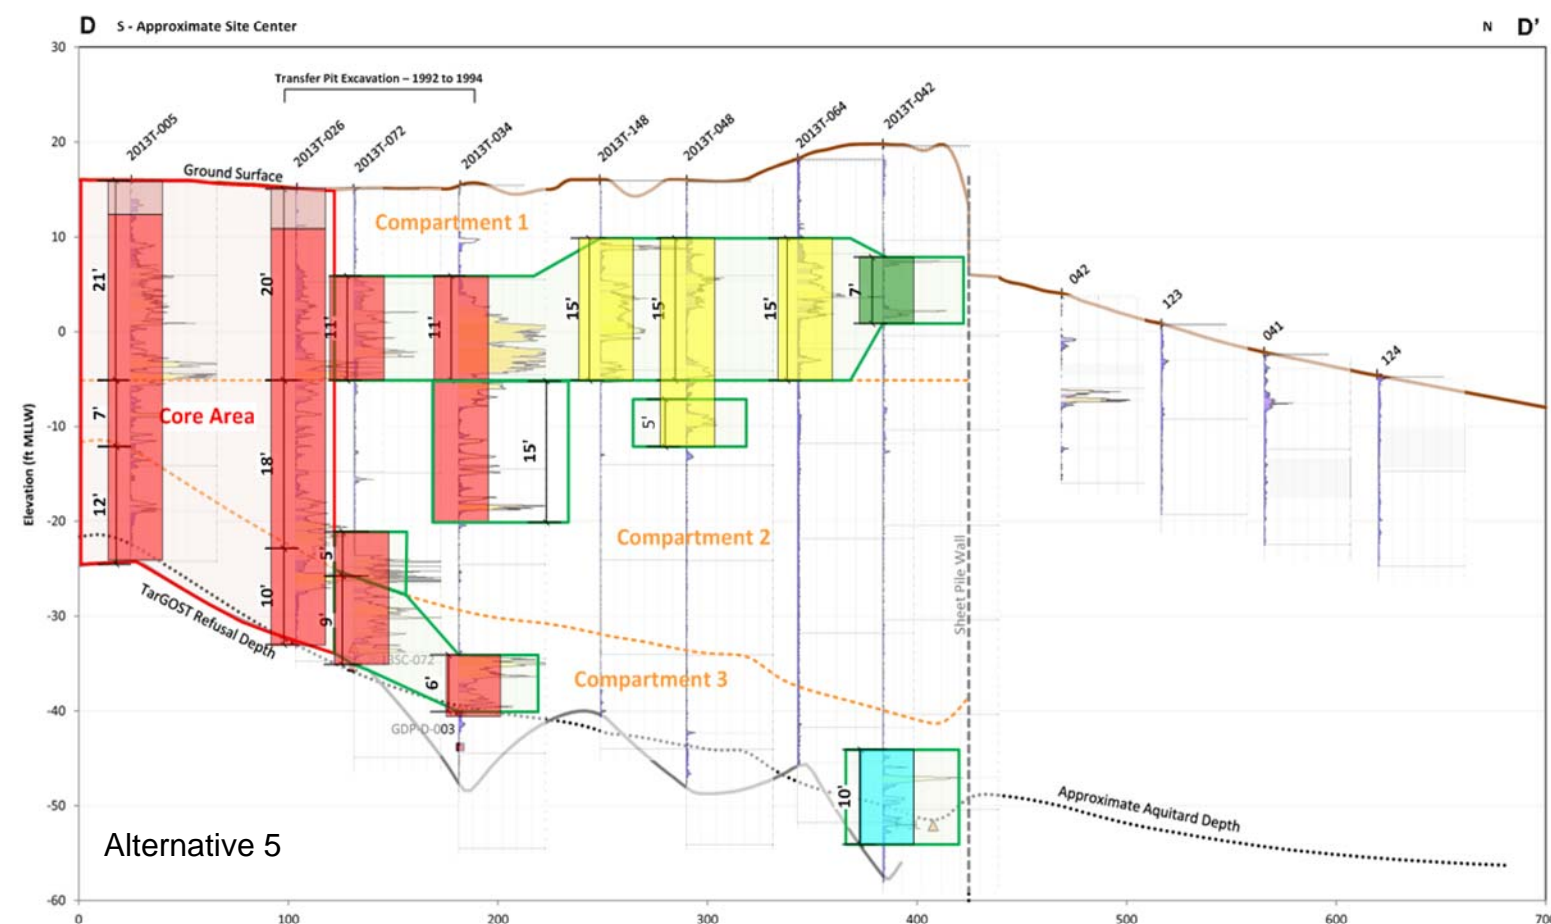 D S - Approximate Site Center N D'
Transfer Pit Excavation – 1992 to 1994
2013T-005
2013T-026
2013T-072
2013T-034
2013T-148
2013T-048
2013T-064
2013T-042
042
123
041
124
Ground Surface
Compartment 1
21'
20'
11'
11'
15'
15'
15'
7'
Core Area
7'
18'
15'
5'
12'
Compartment 2
5'
10'
9'
Sheet Pile Wall
TarGOST Refusal Depth
SC-072
6'
Compartment 3
GDP-D-003
10'
Approximate Aquitard Depth
Alternative 5
Elevation (ft MLLW)
30
20
10
0
-10
-20
-30
-40
-50
-60
0 100 200 300 400 500 600